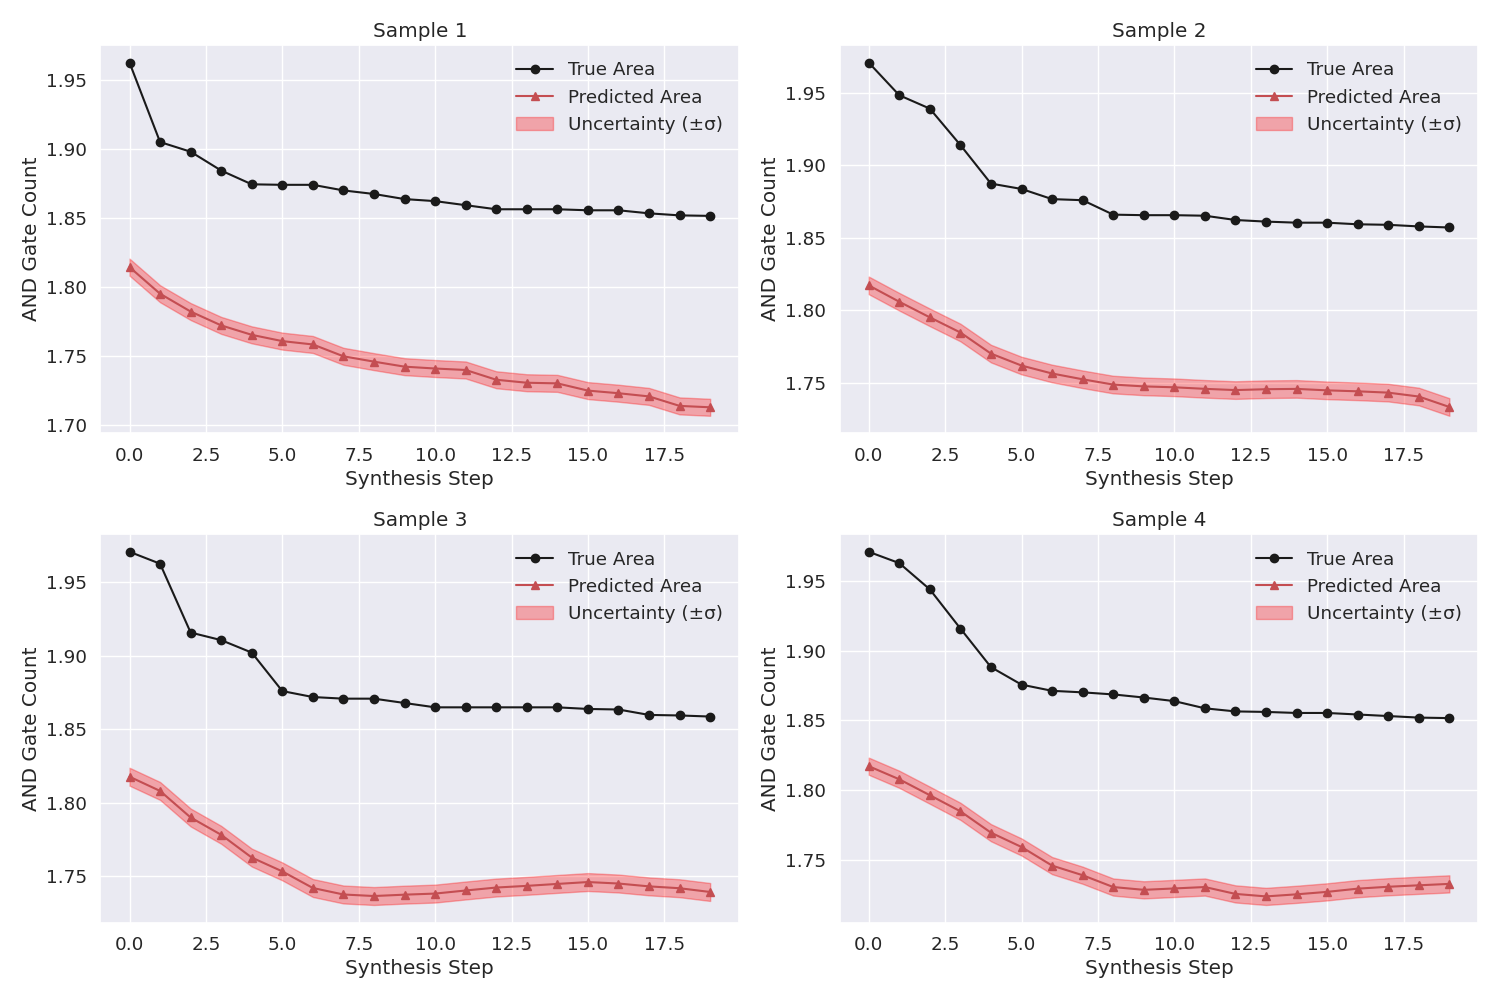 Sample 1
True Area
Predicted Area
Uncertainty (±σ)
AND Gate Count
1.95
1.90
1.85
1.80
1.75
1.70
0.0 2.5 5.0 7.5 10.0 12.5 15.0 17.5
Synthesis Step
Sample 2
True Area
Predicted Area
Uncertainty (±σ)
AND Gate Count
1.95
1.90
1.85
1.80
1.75
0.0 2.5 5.0 7.5 10.0 12.5 15.0 17.5
Synthesis Step
Sample 3
True Area
Predicted Area
Uncertainty (±σ)
AND Gate Count
1.95
1.90
1.85
1.80
1.75
0.0 2.5 5.0 7.5 10.0 12.5 15.0 17.5
Synthesis Step
Sample 4
True Area
Predicted Area
Uncertainty (±σ)
AND Gate Count
1.95
1.90
1.85
1.80
1.75
0.0 2.5 5.0 7.5 10.0 12.5 15.0 17.5
Synthesis Step